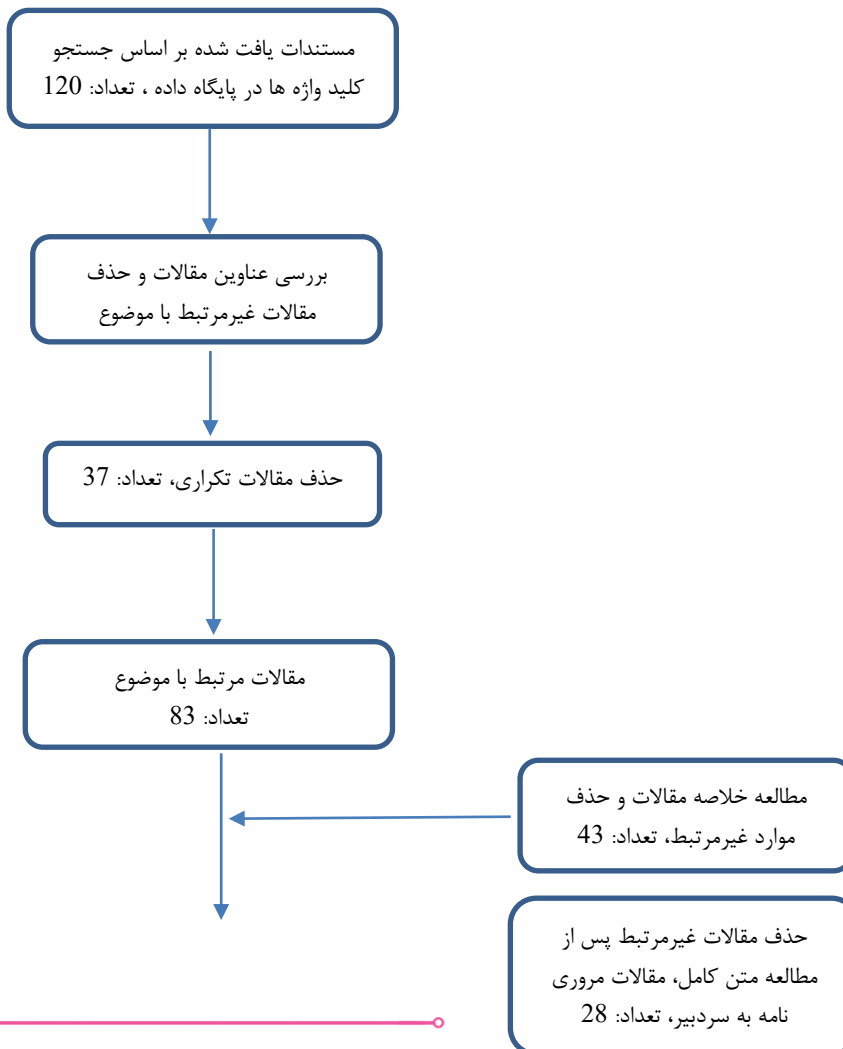 مستندات یافت شده بر اساس جستجو
کلید واژه ها در پایگاه داده ، تعداد: 120
بررسی عناوین مقالات و حذف
مقالات غیرمرتبط با موضوع
حذف مقالات تکراری، تعداد: 37
مقالات مرتبط با موضوع
تعداد: 83
مطالعه خلاصه مقالات و حذف
موارد غیرمرتبط، تعداد: 43
حذف مقالات غیرمرتبط پس از
مطالعه متن کامل، مقالات مروری
نامه به سردبیر، تعداد: 28